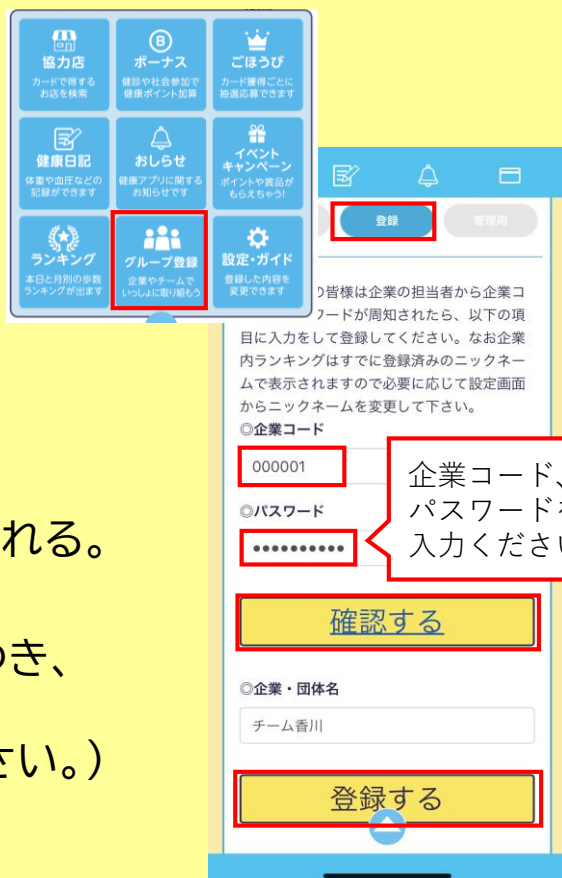 協力店
カードで得する
お店を検索
ボーナス
健診や社会参加で
健康ポイント加算
ごほうび
カード獲得ごとに
抽選応募できます
健康日記
体重や血圧などの
記録ができます
おしらせ
健康アプリに関する
お知らせです
イベント
キャンペーン
ポイントや賞品が
もらえちゃう!
ランキング
本日と月別の歩数
ランキングが出ます
グループ登録
企業やチームで
いっしょに取り組もう
設定・ガイド
登録した内容を
変更できます
登録
管理用
の皆様は企業の担当者から企業コ
ワードが周知されたら、以下の項
目に入力をして登録してください。なお企業
内ランキングはすでに登録済みのニックネー
ムで表示されますので必要に応じて設定画面
からニックネームを変更して下さい。
◎企業コード
000001
◎パスワード
••••••••••
企業コード、
パスワードを
入力ください
確認する
◎企業・団体名
チーム香川
登録する
れる。
き、
さい。)